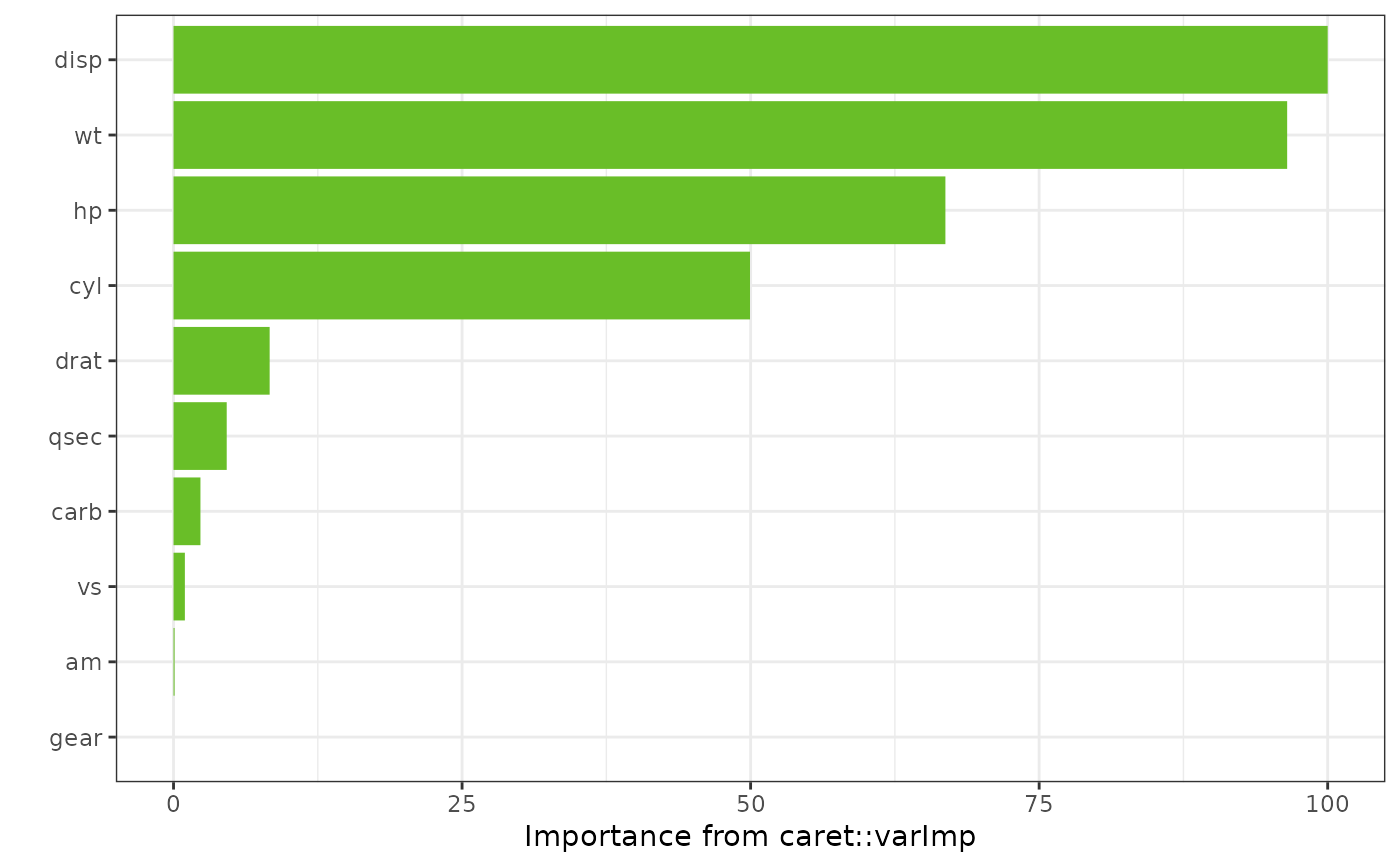 disp
wt
hp
cyl
drat
qsec
carb
vs
am
gear
0 25 50 75 100
Importance from caret::varImp